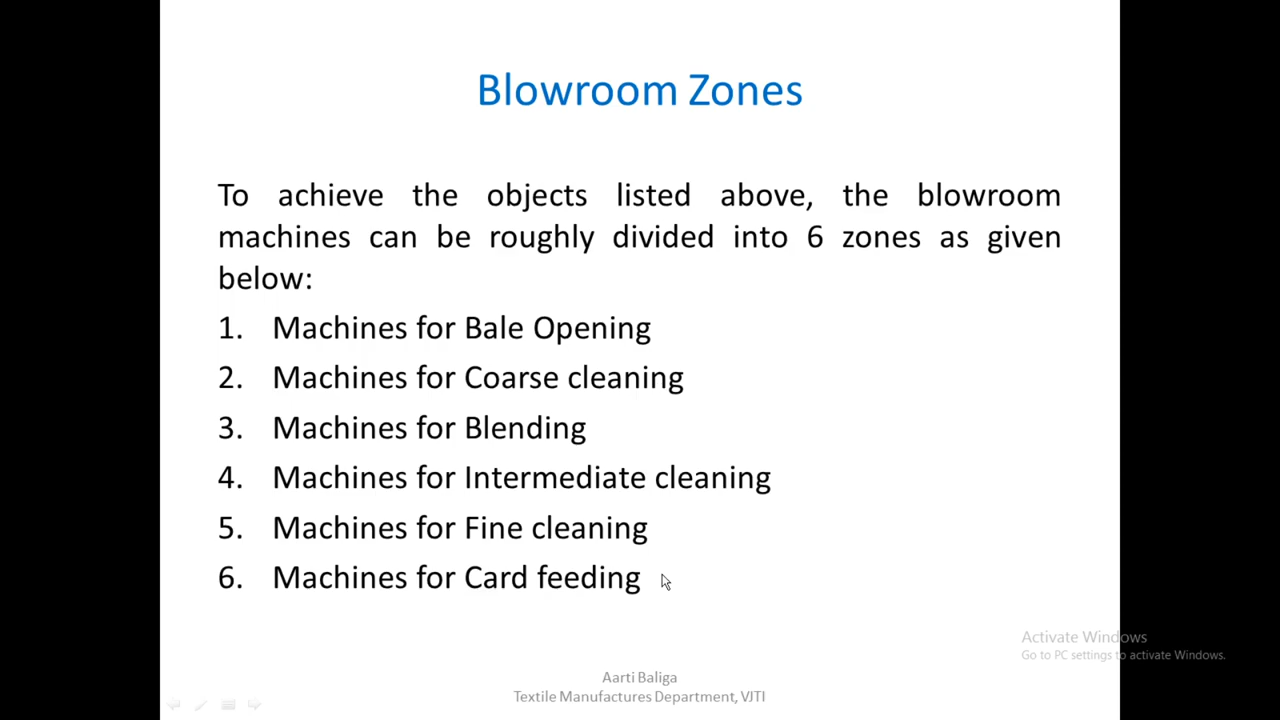 Blowroom Zones
To achieve the objects listed above, the blowroom
machines can be roughly divided into 6 zones as given
below:
1. Machines for Bale Opening
2. Machines for Coarse cleaning
3. Machines for Blending
4. Machines for Intermediate cleaning
5. Machines for Fine cleaning
6. Machines for Card feeding
Activate Windows
Go to PC settings to activate Windows.
Aarti Baliga
Textile Manufactures Department, VJTI